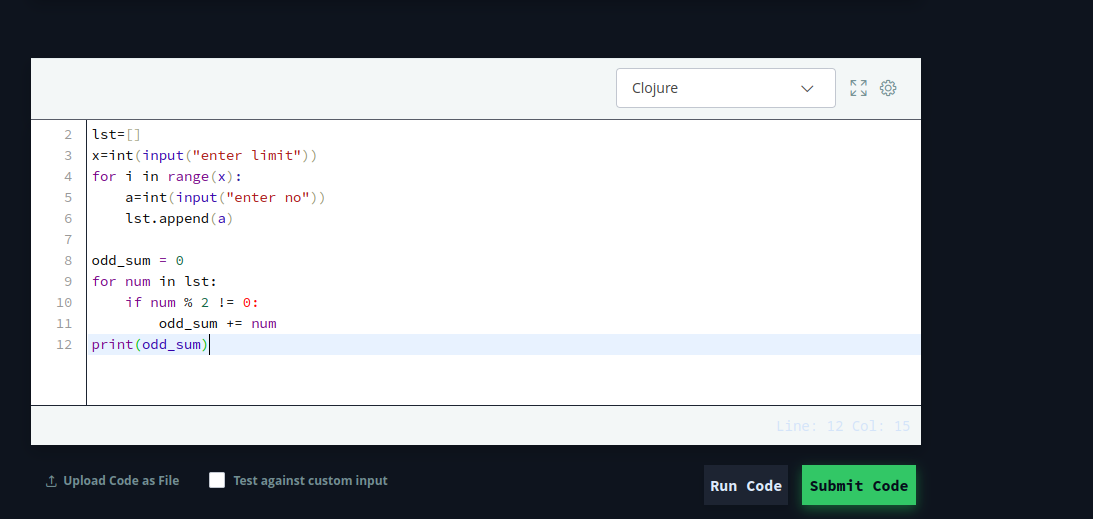 Clojure
2 lst=[]
3 x=int(input("enter limit"))
4 for i in range(x):
5     a=int(input("enter no"))
6     lst.append(a)
7
8 odd_sum = 0
9 for num in lst:
10     if num % 2 != 0:
11         odd_sum += num
12 print(odd_sum)
Line: 12 Col: 15
Upload Code as File Test against custom input Run Code Submit Code